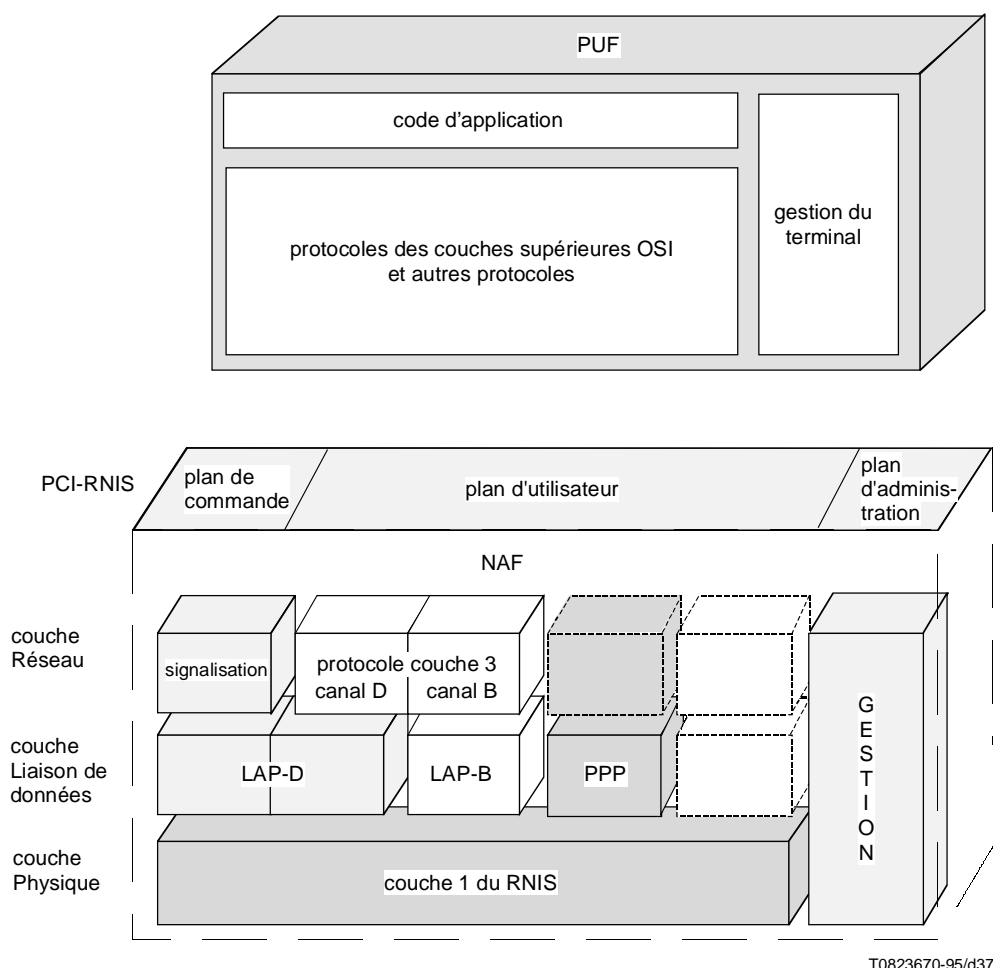 PUF
code d'application
gestion du
terminal
protocoles des couches supérieures OSI
et autres protocoles
PCI-RNIS
plan de
commande
plan d'utilisateur
plan
d'adminis-
tration
NAF
couche
Réseau
signalisation
protocole couche 3
canal D canal B
couche
Liaison de
données
LAP-D
LAP-B
PPP
GESTION
couche
Physique
couche 1 du RNIS
T0823670-95/d37